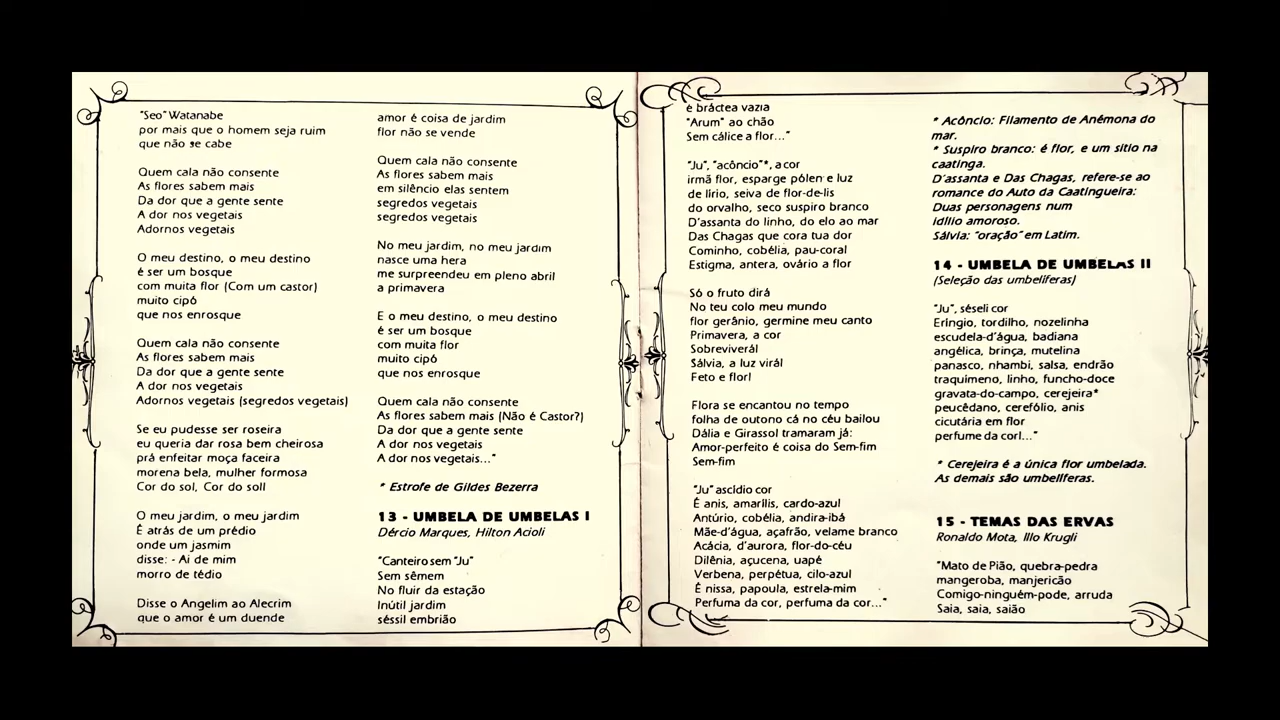 "Seo" Watanabe
por mais que o homem seja ruim
que não se cabe
Quem cala não consente
As flores sabem mais
Da dor que a gente sente
A dor nos vegetais
Adornos vegetais
O meu destino, o meu destino
é ser um bosque
com muita flor (Com um castor)
muito cipó
que nos enrosque
Quem cala não consente
As flores sabem mais
Da dor que a gente sente
A dor nos vegetais
Adornos vegetais (segredos vegetais)
Se eu pudesse ser roseira
eu queria dar rosa bem cheirosa
prá enfeitar moça faceira
morena bela, mulher formosa
Cor do sol, Cor do soll
O meu jardim, o meu jardim
É atrás de um prédio
onde um jasmim
disse: - Ai de mim
morro de tédio
Disse o Angelim ao Alecrim
que o amor é um duende
amor é coisa de jardim
flor não se vende
Quem cala não consente
As flores sabem mais
em silêncio elas sentem
segredos vegetais
segredos vegetais
No meu jardim, no meu jardim
nasce uma hera
me surpreendeu em pleno abril
a primavera
E o meu destino, o meu destino
é ser um bosque
com muita flor
muito cipó
que nos enrosque
Quem cala não consente
As flores sabem mais (Não é Castor?)
Da dor que a gente sente
A dor nos vegetais
A dor nos vegetais..."
* Estrofe de Gildes Bezerra
13 - UMBELA DE UMBELAS I
Dércio Marques, Hilton Acioli
"Canteiro sem "Ju"
Sem sêmem
No fluir da estação
Inútil jardim
séssil embrião
é bráctea vazia
"Arum" ao chão
Sem cálice a flor..."
"Ju", "acôncio"*, a cor
irmã flor, esparge pólen e luz
de lírio, seiva de flor-de-lis
do orvalho, seco suspiro branco
D'assanta do linho, do elo ao mar
Das Chagas que cora tua dor
Cominho, cobélia, pau-coral
Estigma, antera, ovário a flor
Só o fruto dirá
No teu colo meu mundo
flor gerânio, germine meu canto
Primavera, a cor
Sobreviverál
Sálvia, a luz virál
Feto e florl
Flora se encantou no tempo
folha de outono cá no céu bailou
Dália e Girassol tramaram já:
Amor-perfeito é coisa do Sem-fim
Sem-fim
"Ju" ascídio cor
É anis, amarílis, cardo-azul
Antúrio, cobélia, andira-ibá
Mãe-d'água, açafrão, velame branco
Acácia, d'aurora, flor-do-céu
Dilênia, açucena, uapé
Verbena, perpétua, cilo-azul
É nissa, papoula, estrela-mim
Perfuma da cor, perfuma da cor..."
* Acôncio: Filamento de Anêmona do
mar.
* Suspiro branco: é flor, e um sítio na
caatinga.
D'assanta e Das Chagas, refere-se ao
romance do Auto da Caatingueira:
Duas personagens num
idílio amoroso.
Sálvia: "oração" em Latim.
14 - UMBELA DE UMBELAS II
(Seleção das umbelíferas)
"Ju", séseli cor
Eríngio, tordilho, nozelinha
escudela-d'água, badiana
angélica, brinça, mutelina
panasco, nhambi, salsa, endrão
traquimeno, linho, funcho-doce
gravata-do-campo, cerejeira*
peucêdano, cerefólio, anis
cicutária em flor
perfume da corl..."
* Cerejeira é a única flor umbelada.
As demais são umbelíferas.
15 - TEMAS DAS ERVAS
Ronaldo Mota, Illo Krugli
"Mato de Pião, quebra-pedra
mangeroba, manjericão
Comigo-ninguém-pode, arruda
Saia, saia, saião